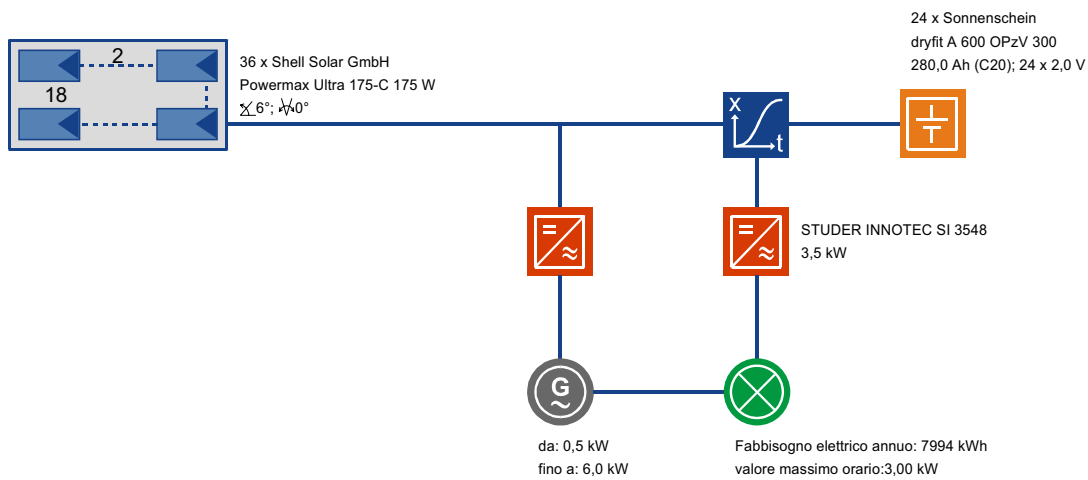 24 x Sonnenschein
dryfit A 600 OPzV 300
280,0 Ah (C20); 24 x 2,0 V
2
18
36 x Shell Solar GmbH
Powermax Ultra 175-C 175 W
6°; 0°
x
t
STUDER INNOTEC SI 3548
3,5 kW
G
da: 0,5 kW
fino a: 6,0 kW
Fabbisogno elettrico annuo: 7994 kWh
valore massimo orario:3,00 kW